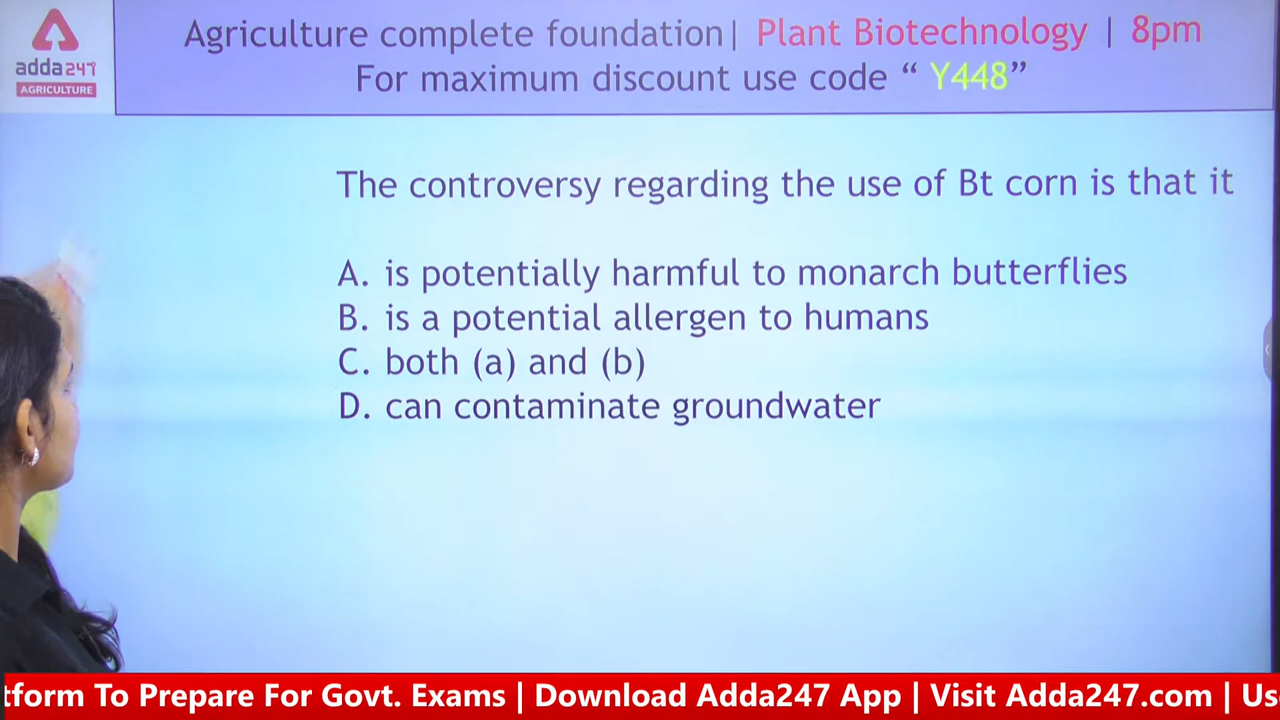 adda247
AGRICULTURE
Agriculture complete foundation| Plant Biotechnology | 8pm
For maximum discount use code “ Y448”
The controversy regarding the use of Bt corn is that it
A. is potentially harmful to monarch butterflies
B. is a potential allergen to humans
C. both (a) and (b)
D. can contaminate groundwater
tform To Prepare For Govt. Exams | Download Adda247 App | Visit Adda247.com | Us